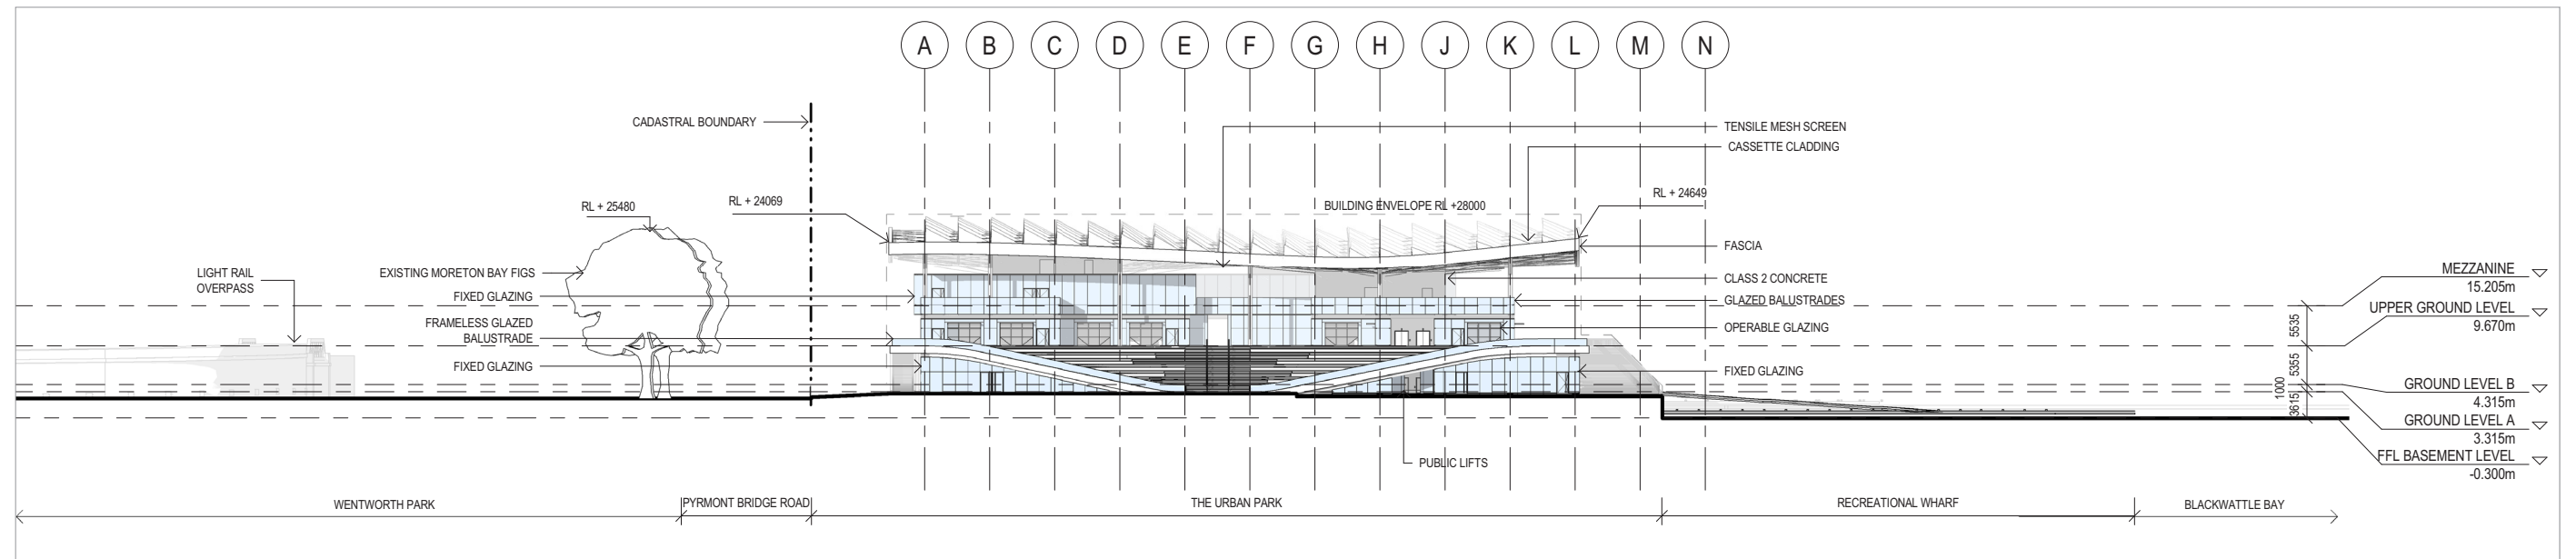 A B C D E F G H J K L M N
CADASTRAL BOUNDARY
TENSILE MESH SCREEN
CASSETTE CLADDING
RL + 25480
RL + 24069
BUILDING ENVELOPE RL +28000
RL + 24649
FASCIA
LIGHT RAIL
OVERPASS
EXISTING MORETON BAY FIGS
FIXED GLAZING
FRAMELESS GLAZED
BALUSTRADE
FIXED GLAZING
CLASS 2 CONCRETE
GLAZED BALUSTRADES
OPERABLE GLAZING
FIXED GLAZING
PUBLIC LIFTS
5535
5355
1000
3615
MEZZANINE
15.205m
UPPER GROUND LEVEL
9.670m
GROUND LEVEL B
4.315m
GROUND LEVEL A
3.315m
FFL BASEMENT LEVEL
-0.300m
WENTWORTH PARK
PYRMONT BRIDGE ROAD
THE URBAN PARK
RECREATIONAL WHARF
BLACKWATTLE BAY